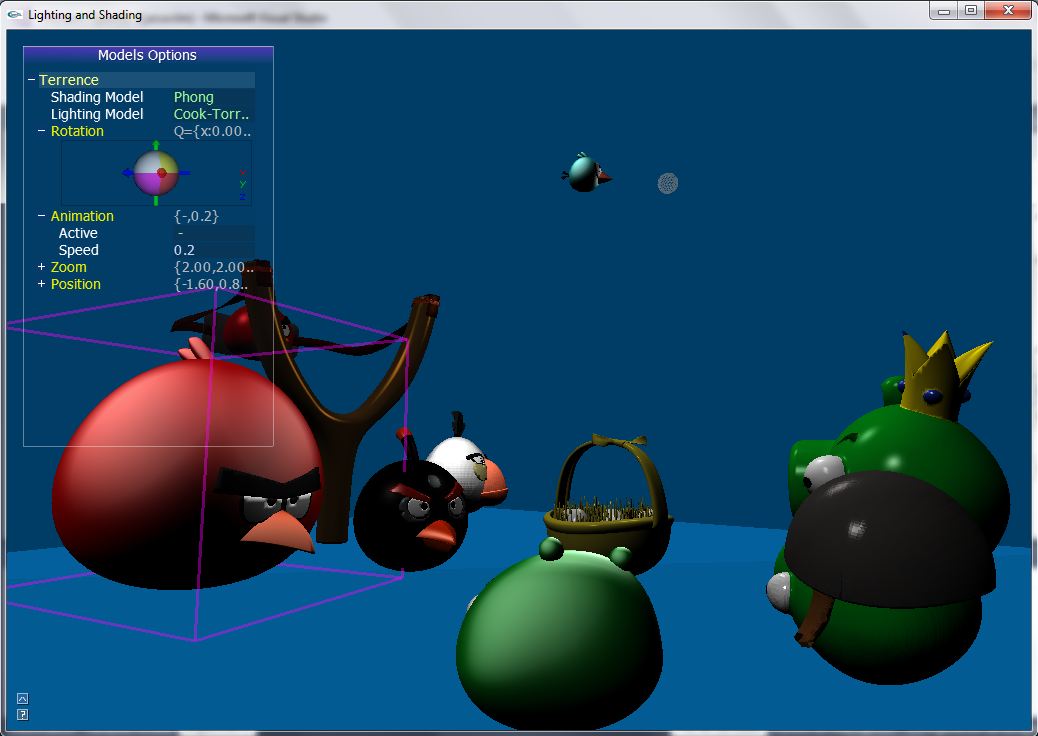 Lighting and Shading
Models Options
− Terrence
Shading Model Phong
Lighting Model Cook-Torr..
− Rotation Q={x:0.00..
X
Y
Z
− Animation {-,0.2}
Active -
Speed 0.2
+ Zoom {2.00,2.00..
+ Position {-1.60,0.8..
?